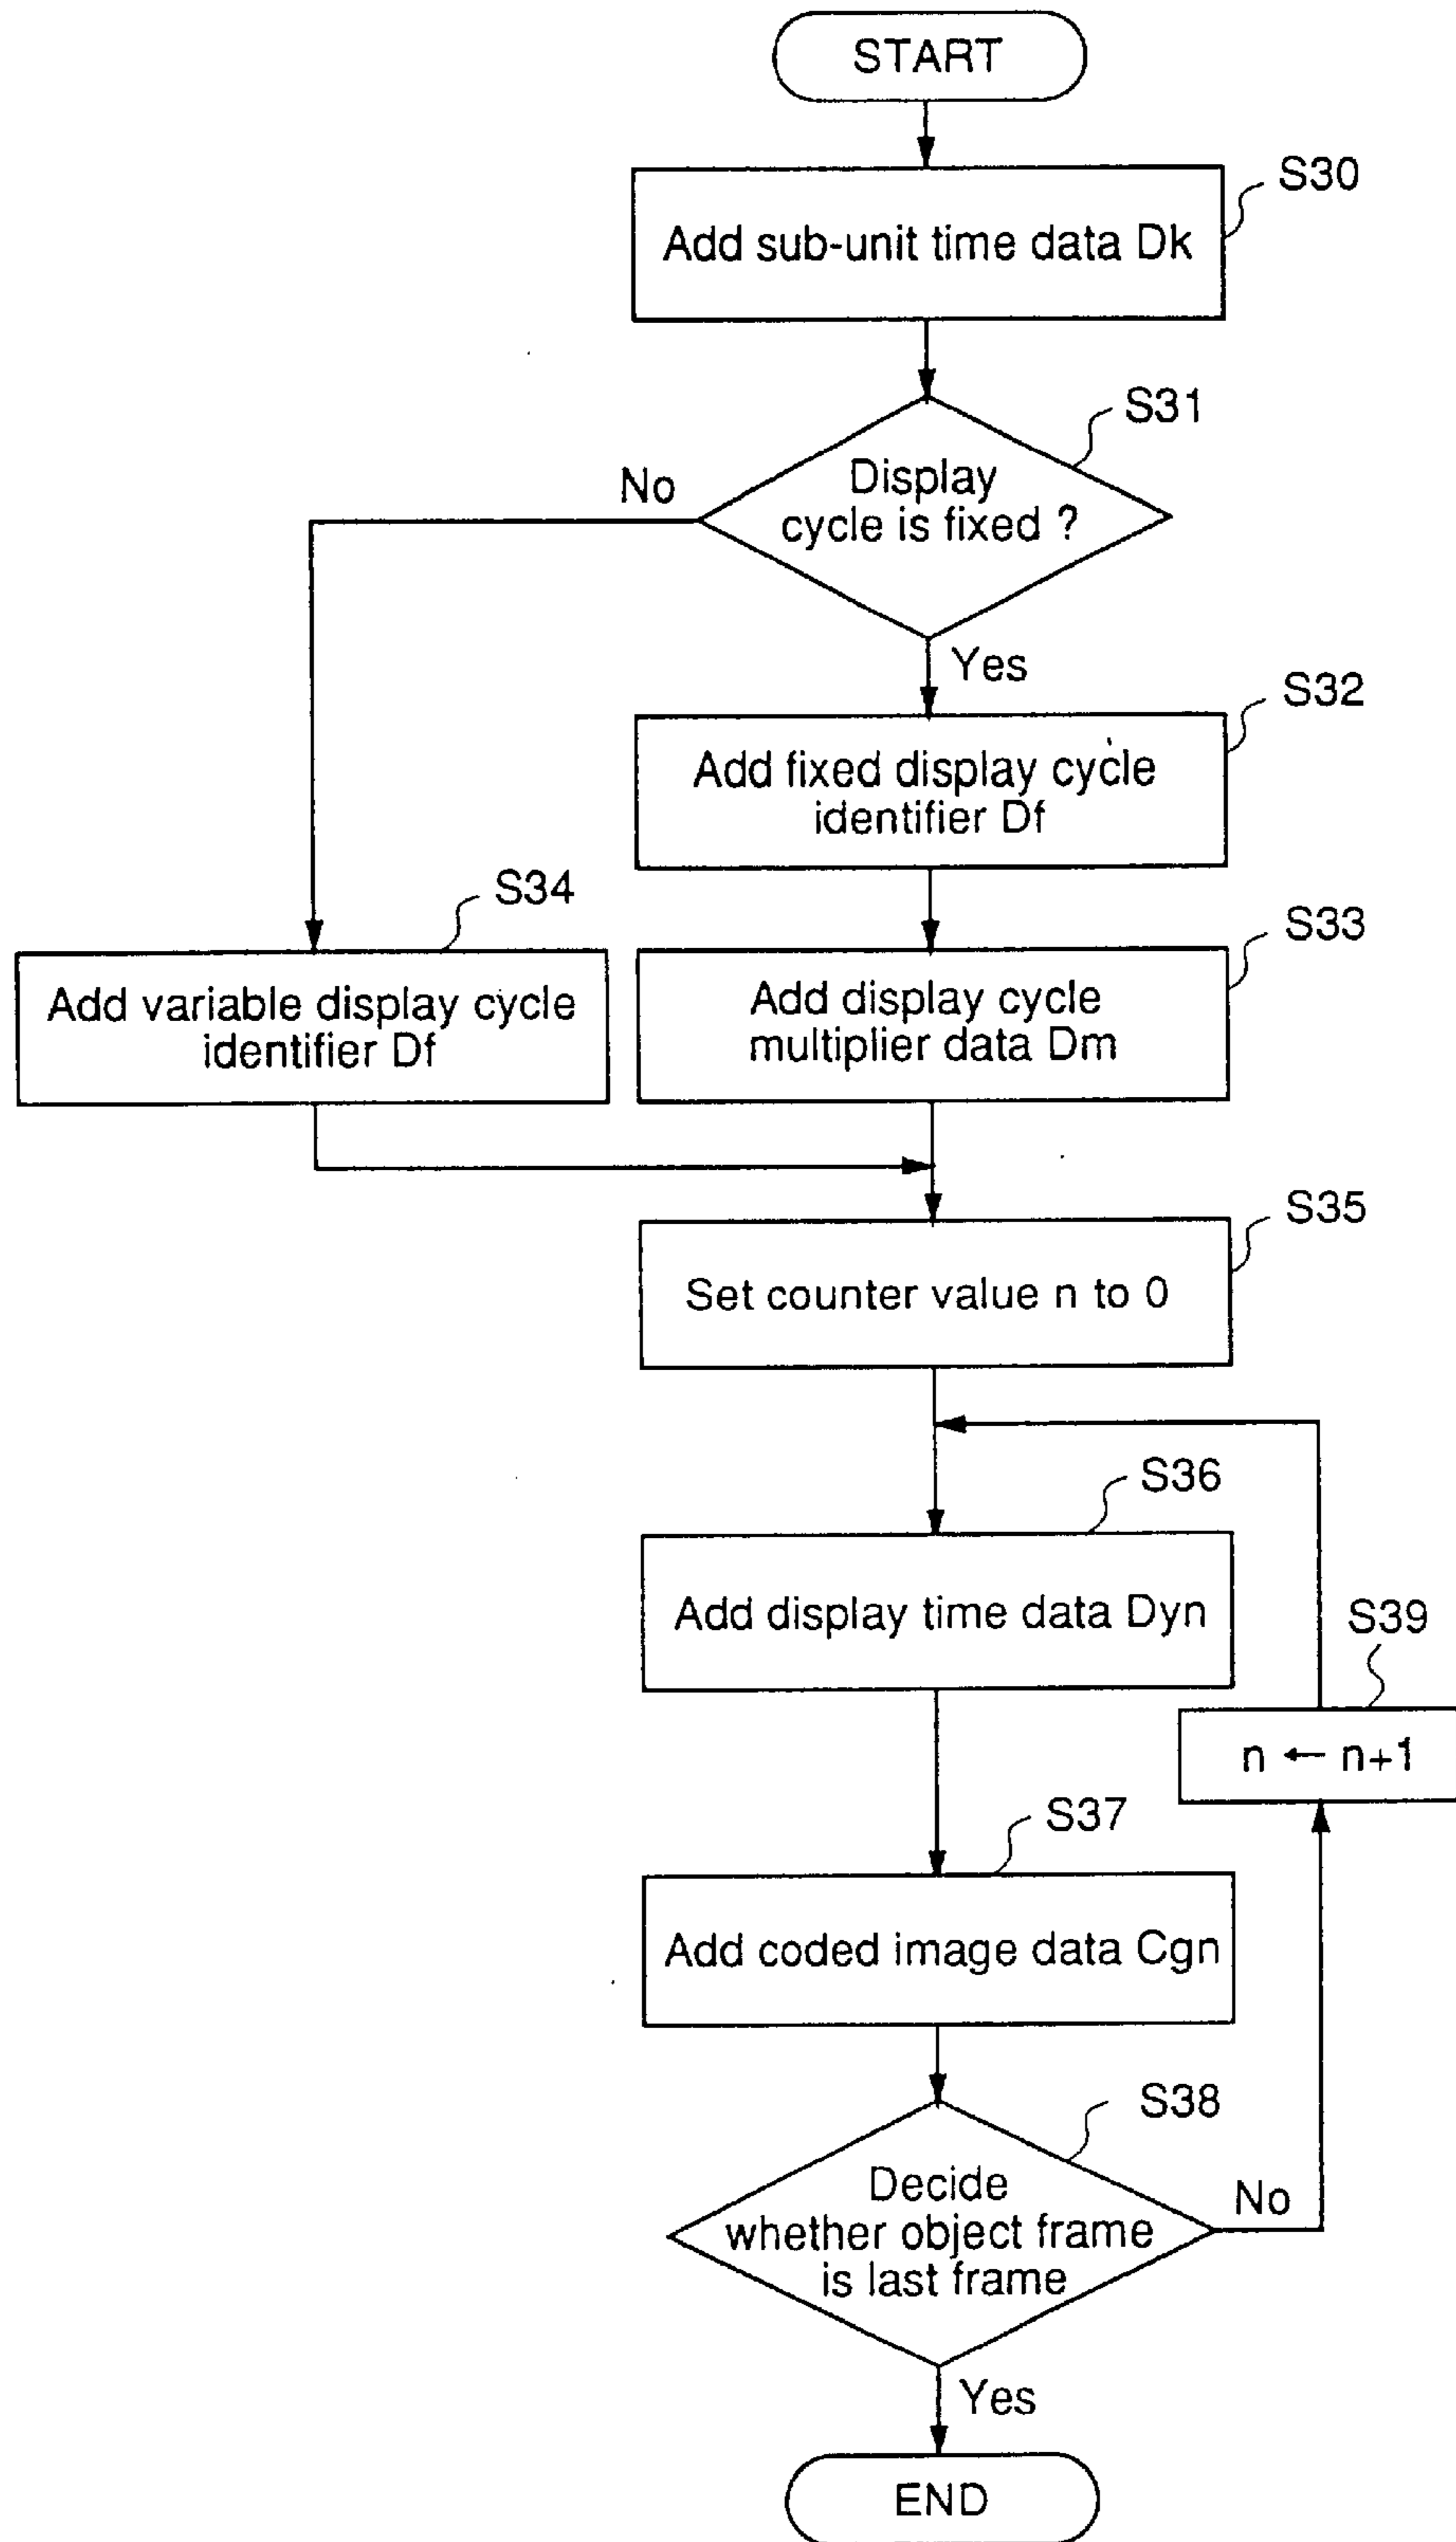 START
S30
Add sub-unit time data Dk
S31
Display
cycle is fixed ?
No
Yes
S32
Add fixed display cycle
identifier Df
S34
S33
Add variable display cycle
identifier Df
Add display cycle
multiplier data Dm
S35
Set counter value n to 0
S36
Add display time data Dyn
S39
n ← n+1
S37
Add coded image data Cgn
S38
Decide
whether object frame
is last frame
No
Yes
END